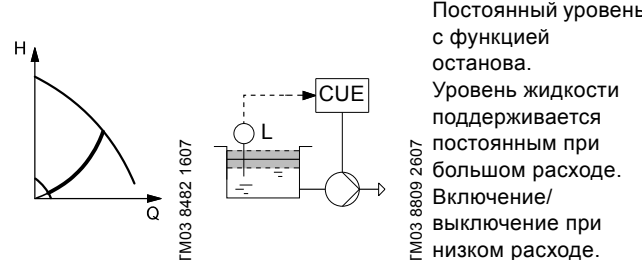 H
Q
ГМ03 8482 1607
CUE
L
ГМ03 8809 2607
Постоянный уровень
с функцией
останова.
Уровень жидкости
поддерживается
постоянным при
большом расходе.
Включение/
выключение при
низком расходе.